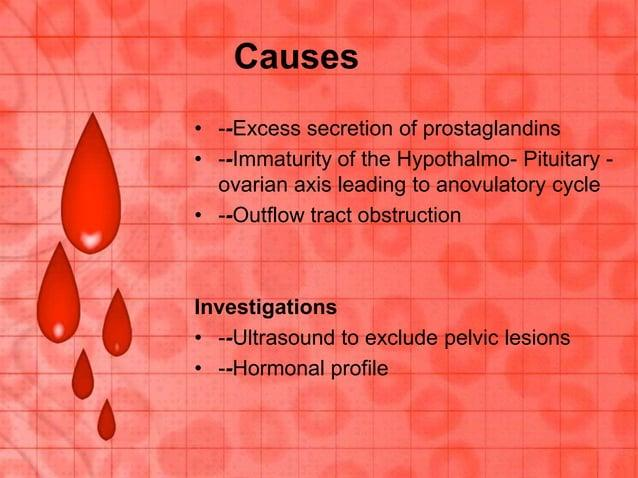 Causes
• --Excess secretion of prostaglandins
• --Immaturity of the Hypothalmo- Pituitary -
ovarian axis leading to anovulatory cycle
• --Outflow tract obstruction
Investigations
• --Ultrasound to exclude pelvic lesions
• --Hormonal profile